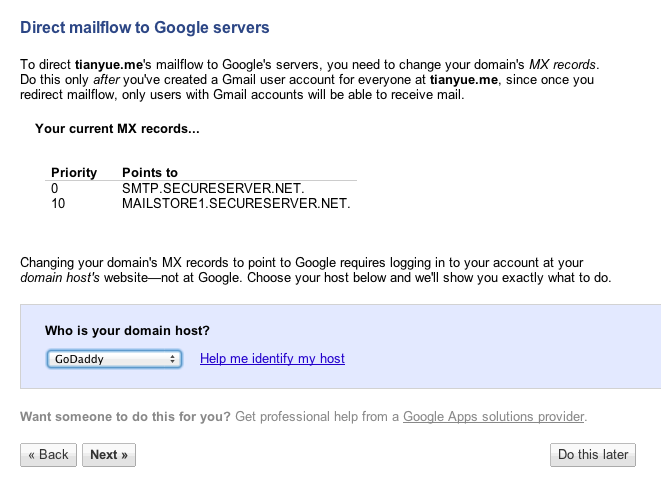 Direct mailflow to Google servers
To direct tianyue.me's mailflow to Google's servers, you need to change your domain's MX records.
Do this only after you've created a Gmail user account for everyone at tianyue.me, since once you
redirect mailflow, only users with Gmail accounts will be able to receive mail.
Your current MX records...
Priority Points to
0 SMTP.SECURESERVER.NET.
10 MAILSTORE1.SECURESERVER.NET.
Changing your domain's MX records to point to Google requires logging in to your account at your
domain host's website—not at Google. Choose your host below and we'll show you exactly what to do.
Who is your domain host?
GoDaddy Help me identify my host
Want someone to do this for you? Get professional help from a Google Apps solutions provider.
« Back Next » Do this later